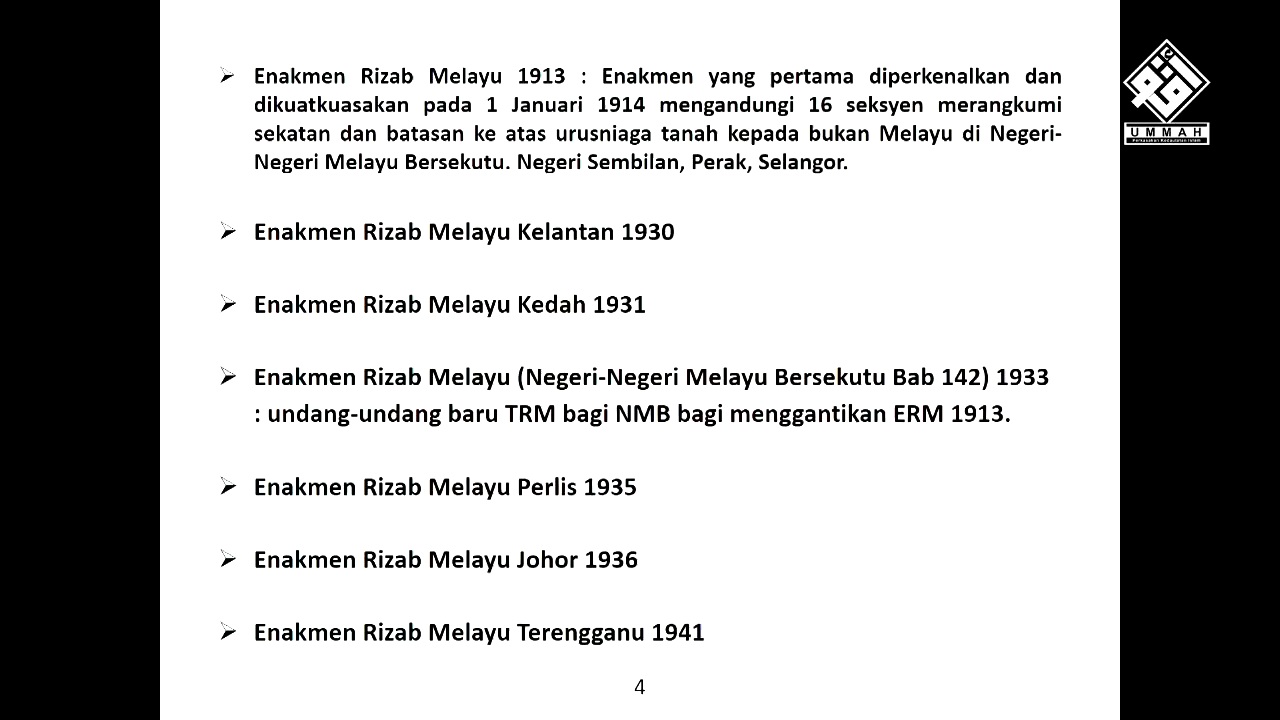 ➢ Enakmen Rizab Melayu 1913 : Enakmen yang pertama diperkenalkan dan
dikuatkuasakan pada 1 Januari 1914 mengandungi 16 seksyen merangkumi
sekatan dan batasan ke atas urusniaga tanah kepada bukan Melayu di Negeri-
Negeri Melayu Bersekutu. Negeri Sembilan, Perak, Selangor.
➢ Enakmen Rizab Melayu Kelantan 1930
➢ Enakmen Rizab Melayu Kedah 1931
➢ Enakmen Rizab Melayu (Negeri-Negeri Melayu Bersekutu Bab 142) 1933
: undang-undang baru TRM bagi NMB bagi menggantikan ERM 1913.
➢ Enakmen Rizab Melayu Perlis 1935
➢ Enakmen Rizab Melayu Johor 1936
➢ Enakmen Rizab Melayu Terengganu 1941
4
UMMAH
Perkasakan Kedaulatan Islam